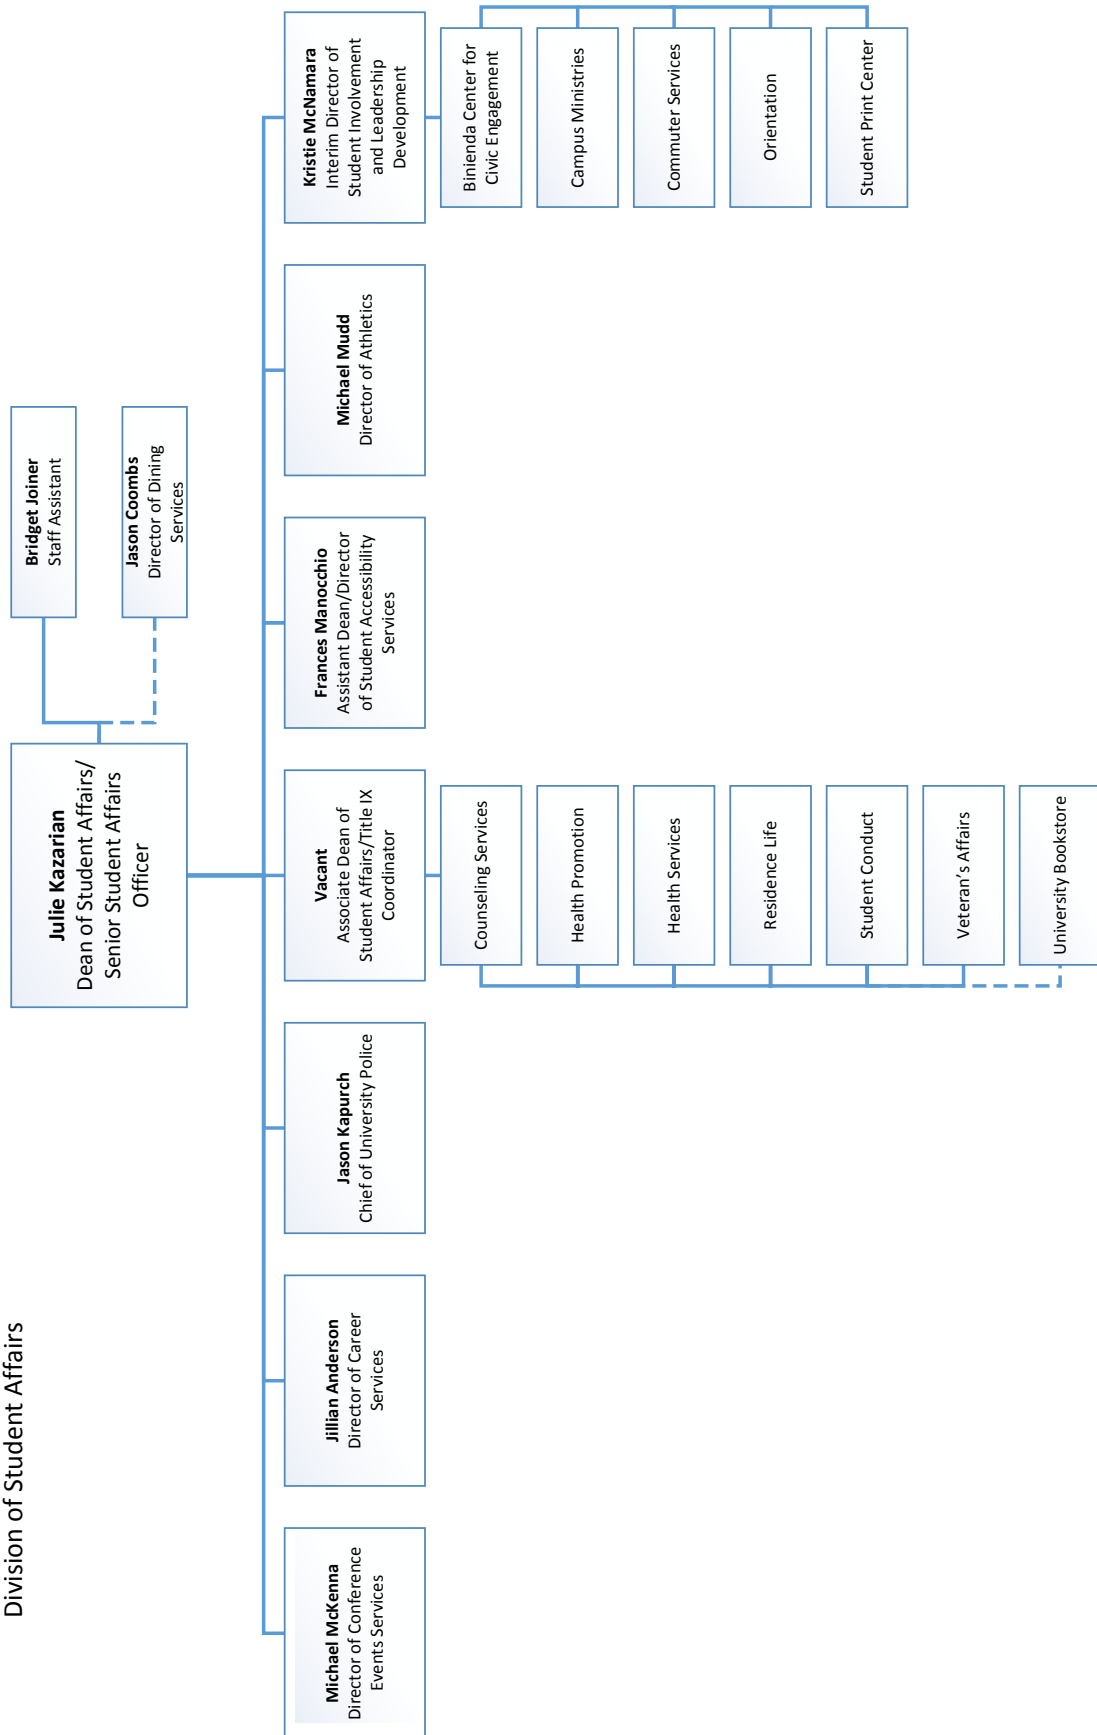 Division of Student Affairs
Julie Kazarian
Dean of Student Affairs/
Senior Student Affairs
Officer
Bridget Joiner
Staff Assistant
Jason Coombs
Director of Dining
Services
Michael McKenna
Director of Conference
Events Services
Jillian Anderson
Director of Career
Services
Jason Kapurch
Chief of University Police
Vacant
Associate Dean of
Student Affairs/Title IX
Coordinator
Frances Manocchio
Assistant Dean/Director
of Student Accessibility
Services
Michael Mudd
Director of Athletics
Kristie McNamara
Interim Director of
Student Involvement
and Leadership
Development
Counseling Services
Health Promotion
Health Services
Residence Life
Student Conduct
Veteran’s Affairs
University Bookstore
Binienda Center for
Civic Engagement
Campus Ministries
Commuter Services
Orientation
Student Print Center